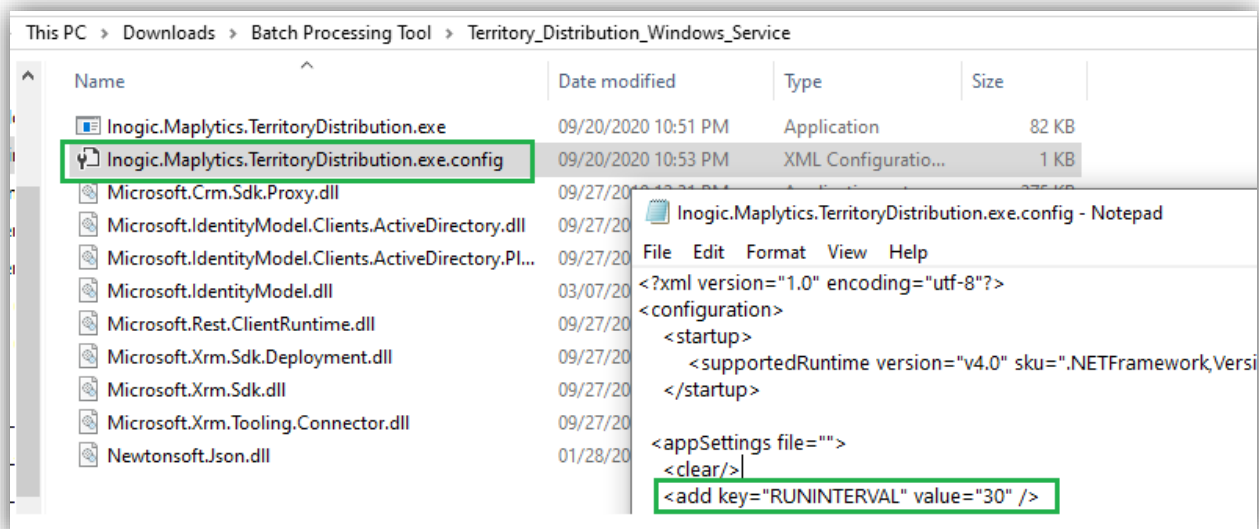 This PC > Downloads > Batch Processing Tool > Territory_Distribution_Windows_Service
Name Date modified Type Size
Inogic.Maplytics.TerritoryDistribution.exe 09/20/2020 10:51 PM Application 82 KB
Inogic.Maplytics.TerritoryDistribution.exe.config 09/20/2020 10:53 PM XML Configuratio... 1 KB
Microsoft.Crm.Sdk.Proxy.dll
Microsoft.IdentityModel.Clients.ActiveDirectory.dll 09/27/20
Microsoft.IdentityModel.Clients.ActiveDirectory.Pl... 09/27/20
Microsoft.IdentityModel.dll 03/07/20
Microsoft.Rest.ClientRuntime.dll 09/27/20
Microsoft.Xrm.Sdk.Deployment.dll 09/27/20
Microsoft.Xrm.Sdk.dll 09/27/20
Microsoft.Xrm.Tooling.Connector.dll 09/27/20
Newtonsoft.Json.dll 01/28/20
Inogic.Maplytics.TerritoryDistribution.exe.config - Notepad
File Edit Format View Help
<?xml version="1.0" encoding="utf-8"?>
<configuration>
<startup>
<supportedRuntime version="v4.0" sku=".NETFramework,Versi
</startup>
<appSettings file="">
<clear/>
<add key="RUNINTERVAL" value="30" />